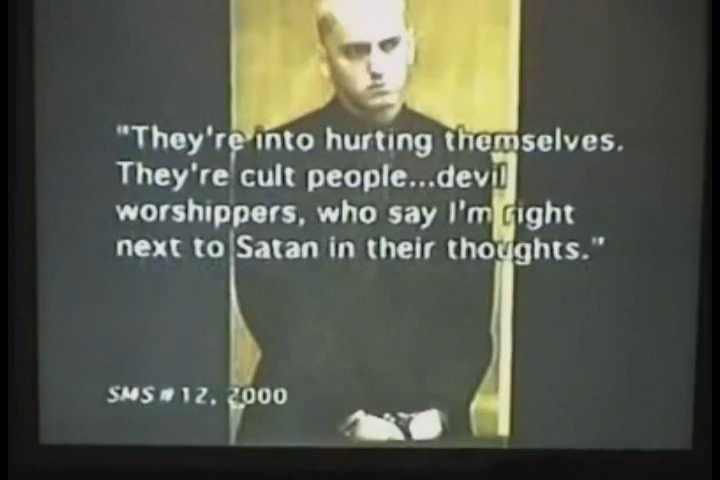 "They're into hurting themselves.
They're cult people...devil
worshippers, who say I'm right
next to Satan in their thoughts."
SMS # 12, 2000